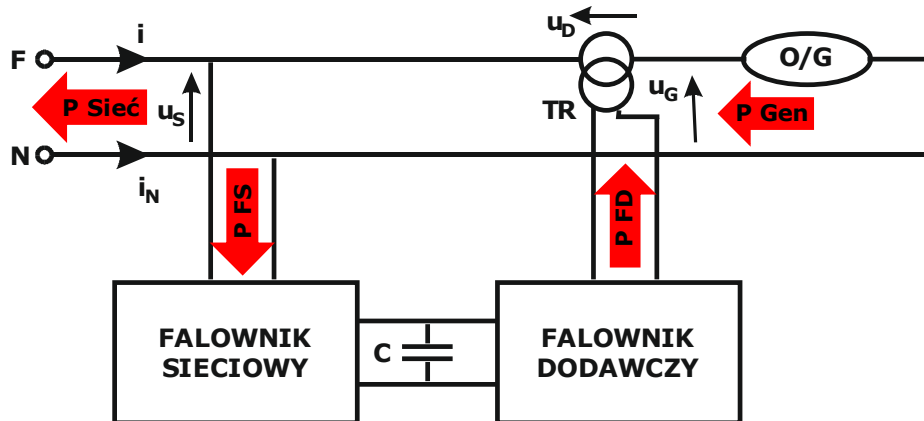 i
u_D
F
O/G
P Sieć
u_S
TR
u_G
P Gen
N
i_N
P FS
P FD
FALOWNIK
SIECIOWY
C
FALOWNIK
DODAWCZY